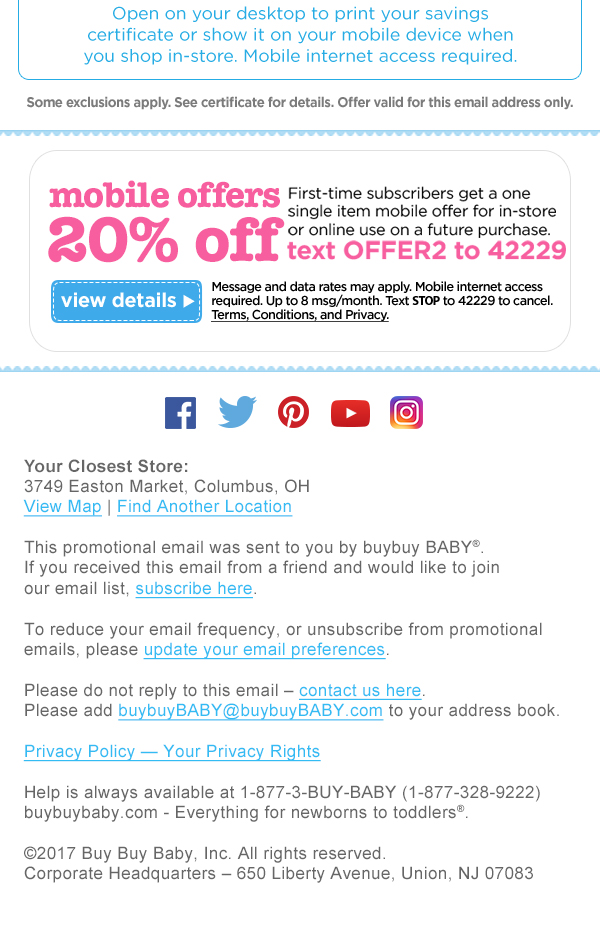 Open on your desktop to print your savings
certificate or show it on your mobile device when
you shop in-store. Mobile internet access required.
Some exclusions apply. See certificate for details. Offer valid for this email address only.
mobile offers
20% off
First-time subscribers get a one
single item mobile offer for in-store
or online use on a future purchase.
text OFFER2 to 42229
view details ▶
Message and data rates may apply. Mobile internet access
required. Up to 8 msg/month. Text STOP to 42229 to cancel.
Terms, Conditions, and Privacy.
Your Closest Store:
3749 Easton Market, Columbus, OH
View Map | Find Another Location
This promotional email was sent to you by buybuy BABY®.
If you received this email from a friend and would like to join
our email list, subscribe here.
To reduce your email frequency, or unsubscribe from promotional
emails, please update your email preferences.
Please do not reply to this email – contact us here.
Please add buybuyBABY@buybuyBABY.com to your address book.
Privacy Policy — Your Privacy Rights
Help is always available at 1-877-3-BUY-BABY (1-877-328-9222)
buybuybaby.com - Everything for newborns to toddlers®.
©2017 Buy Buy Baby, Inc. All rights reserved.
Corporate Headquarters – 650 Liberty Avenue, Union, NJ 07083